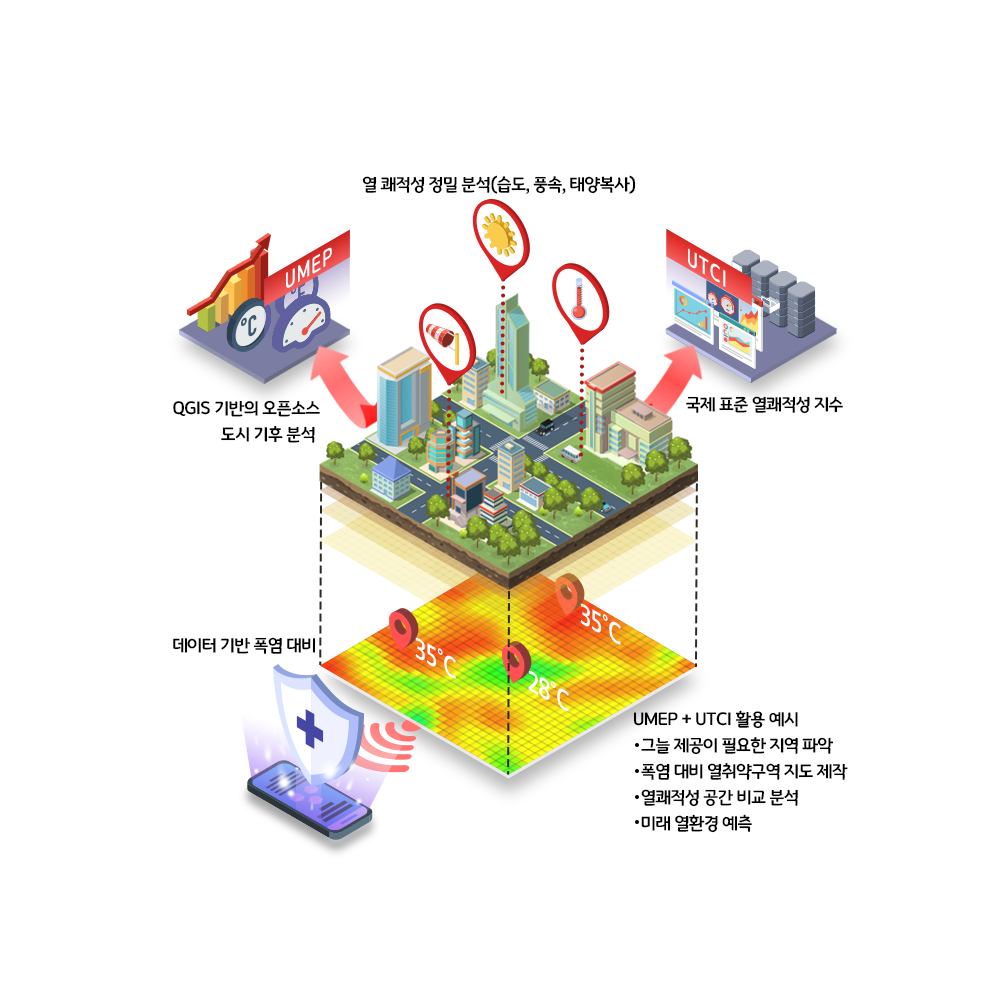 열 쾌적성 정밀 분석(습도, 풍속, 태양복사)
UMEP
UTCI
°C
QGIS 기반의 오픈소스
도시 기후 분석
국제 표준 열쾌적성 지수
35°C
35°C
28°C
데이터 기반 폭염 대비
UMEP + UTCI 활용 예시
•그늘 제공이 필요한 지역 파악
•폭염 대비 열취약구역 지도 제작
•열쾌적성 공간 비교 분석
•미래 열환경 예측